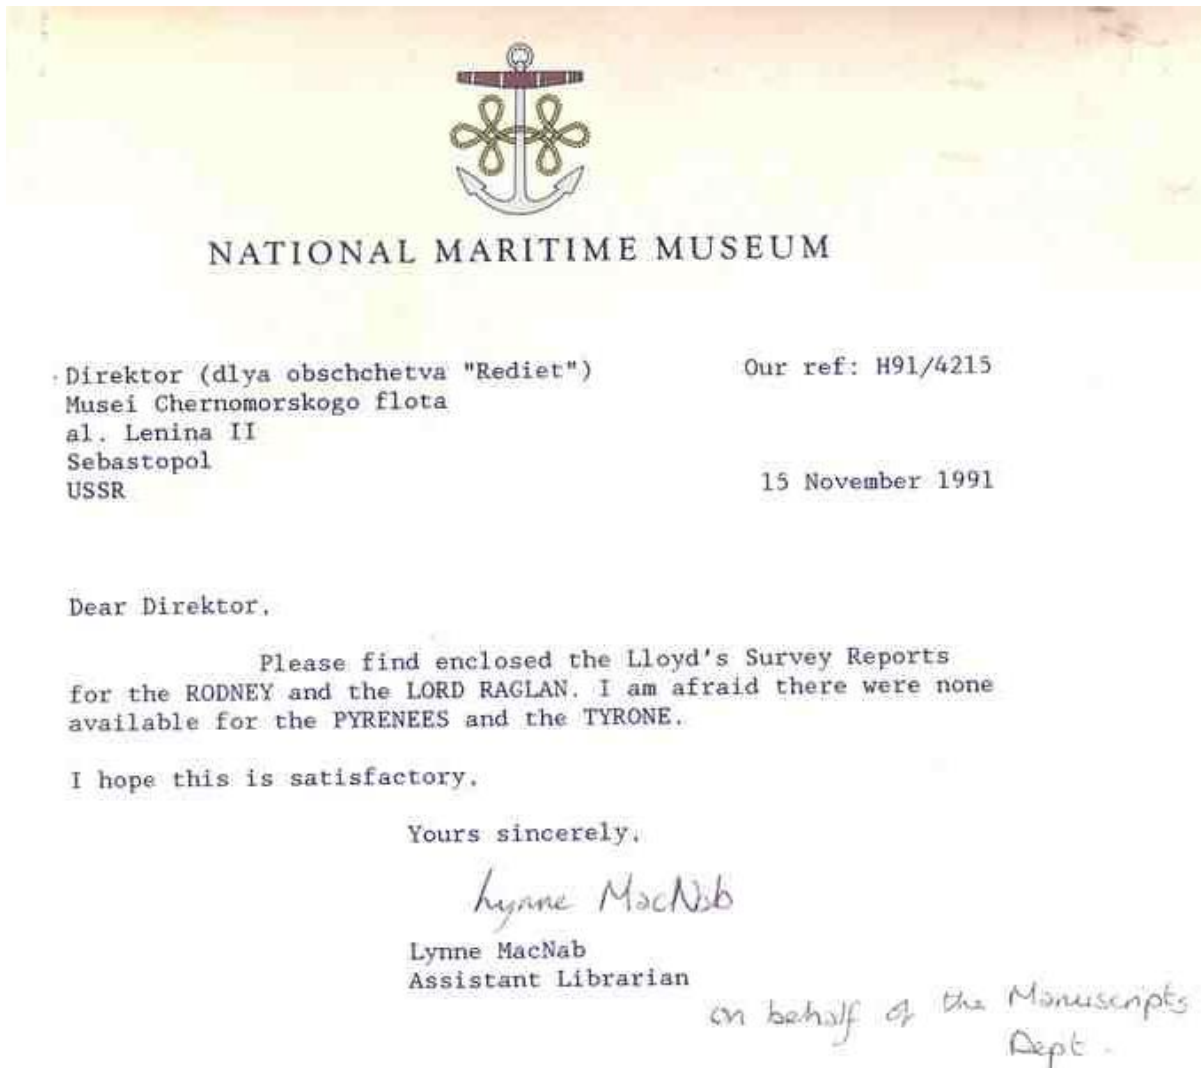 NATIONAL MARITIME MUSEUM
Direktor (dlya obschchetva "Rediet")
Our ref: H91/4215
Musei Chernomorskogo flota
al. Lenina II
Sebastopol
USSR
15 November 1991
Dear Direktor,
Please find enclosed the Lloyd's Survey Reports
for the RODNEY and the LORD RAGLAN. I am afraid there were none
available for the PYRENEES and the TYRONE.
I hope this is satisfactory.
Yours sincerely,
Lynne MacNab
Lynne MacNab
Assistant Librarian
on behalf of the Manuscripts
Dept.